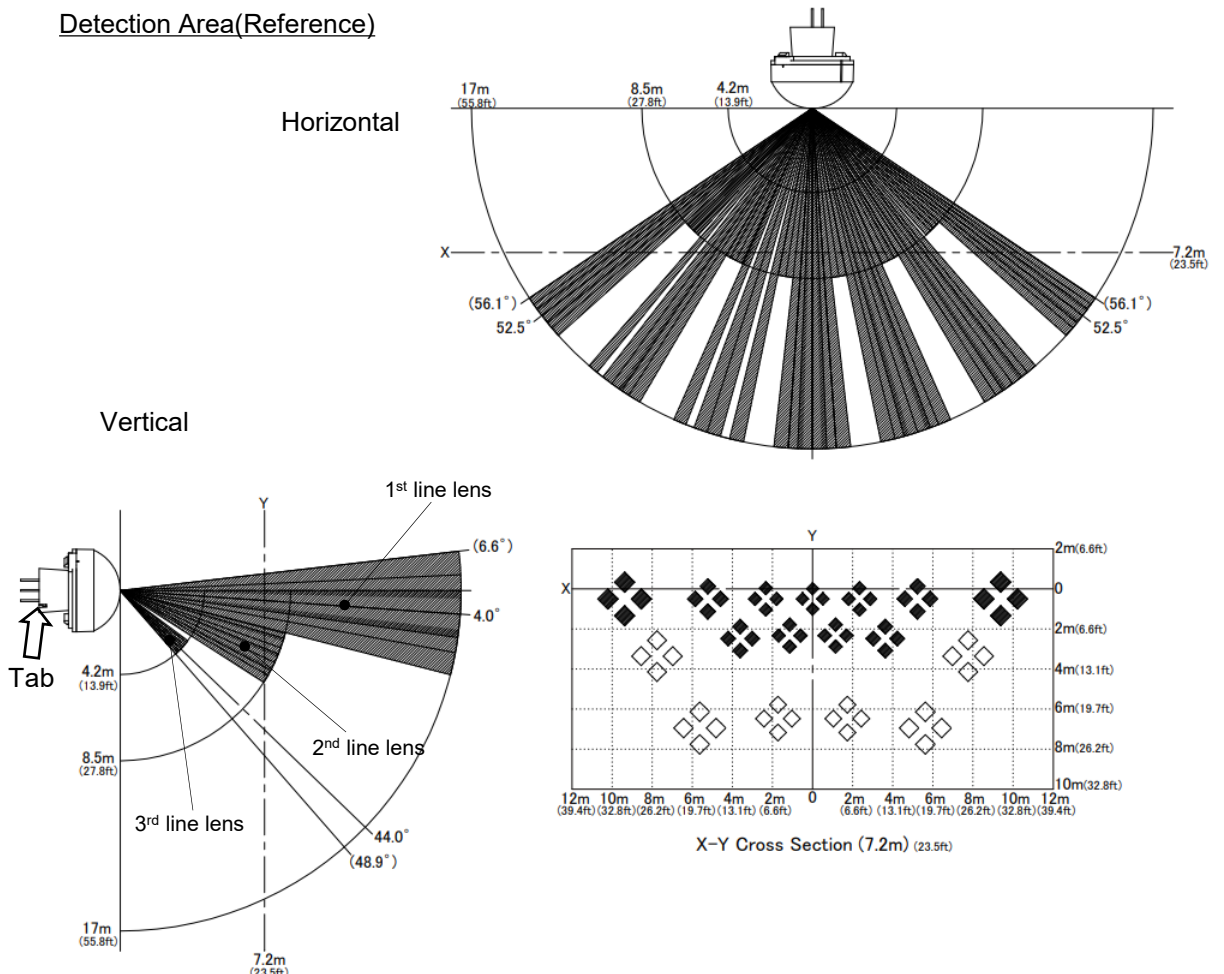 Detection Area(Reference)
Horizontal
17m
(55.8ft)
8.5m
(27.8ft)
4.2m
(13.9ft)
X
7.2m
(23.5ft)
(56.1°)
52.5°
(56.1°)
52.5°
Vertical
1st line lens
Y
(6.6°)
4.0°
Tab
4.2m
(13.9ft)
2nd line lens
8.5m
(27.8ft)
3rd line lens
44.0°
(48.9°)
17m
(55.8ft)
7.2m
(23.5ft)
Y
X
2m(6.6ft)
0
2m(6.6ft)
4m(13.1ft)
6m(19.7ft)
8m(26.2ft)
10m(32.8ft)
12m 10m 8m 6m 4m 2m 0 2m 4m 6m 8m 10m 12m
(39.4ft) (32.8ft) (26.2ft) (19.7ft) (13.1ft) (6.6ft) (6.6ft) (13.1ft) (19.7ft) (26.2ft) (32.8ft) (39.4ft)
X-Y Cross Section (7.2m) (23.5ft)